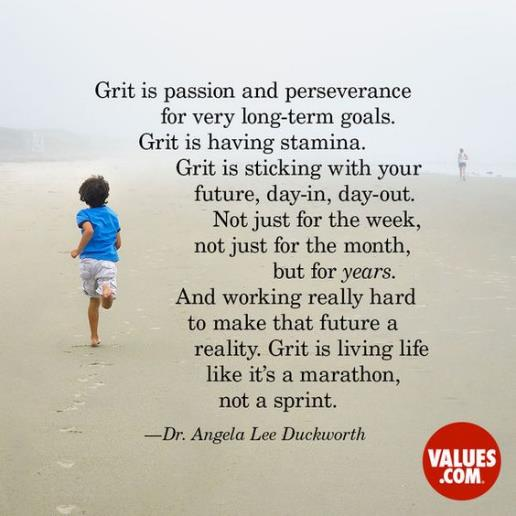 Grit is passion and perseverance
for very long-term goals.
Grit is having stamina.
Grit is sticking with your
future, day-in, day-out.
Not just for the week,
not just for the month,
but for years.
And working really hard
to make that future a
reality. Grit is living life
like it’s a marathon,
not a sprint.
—Dr. Angela Lee Duckworth
VALUES
.COM®